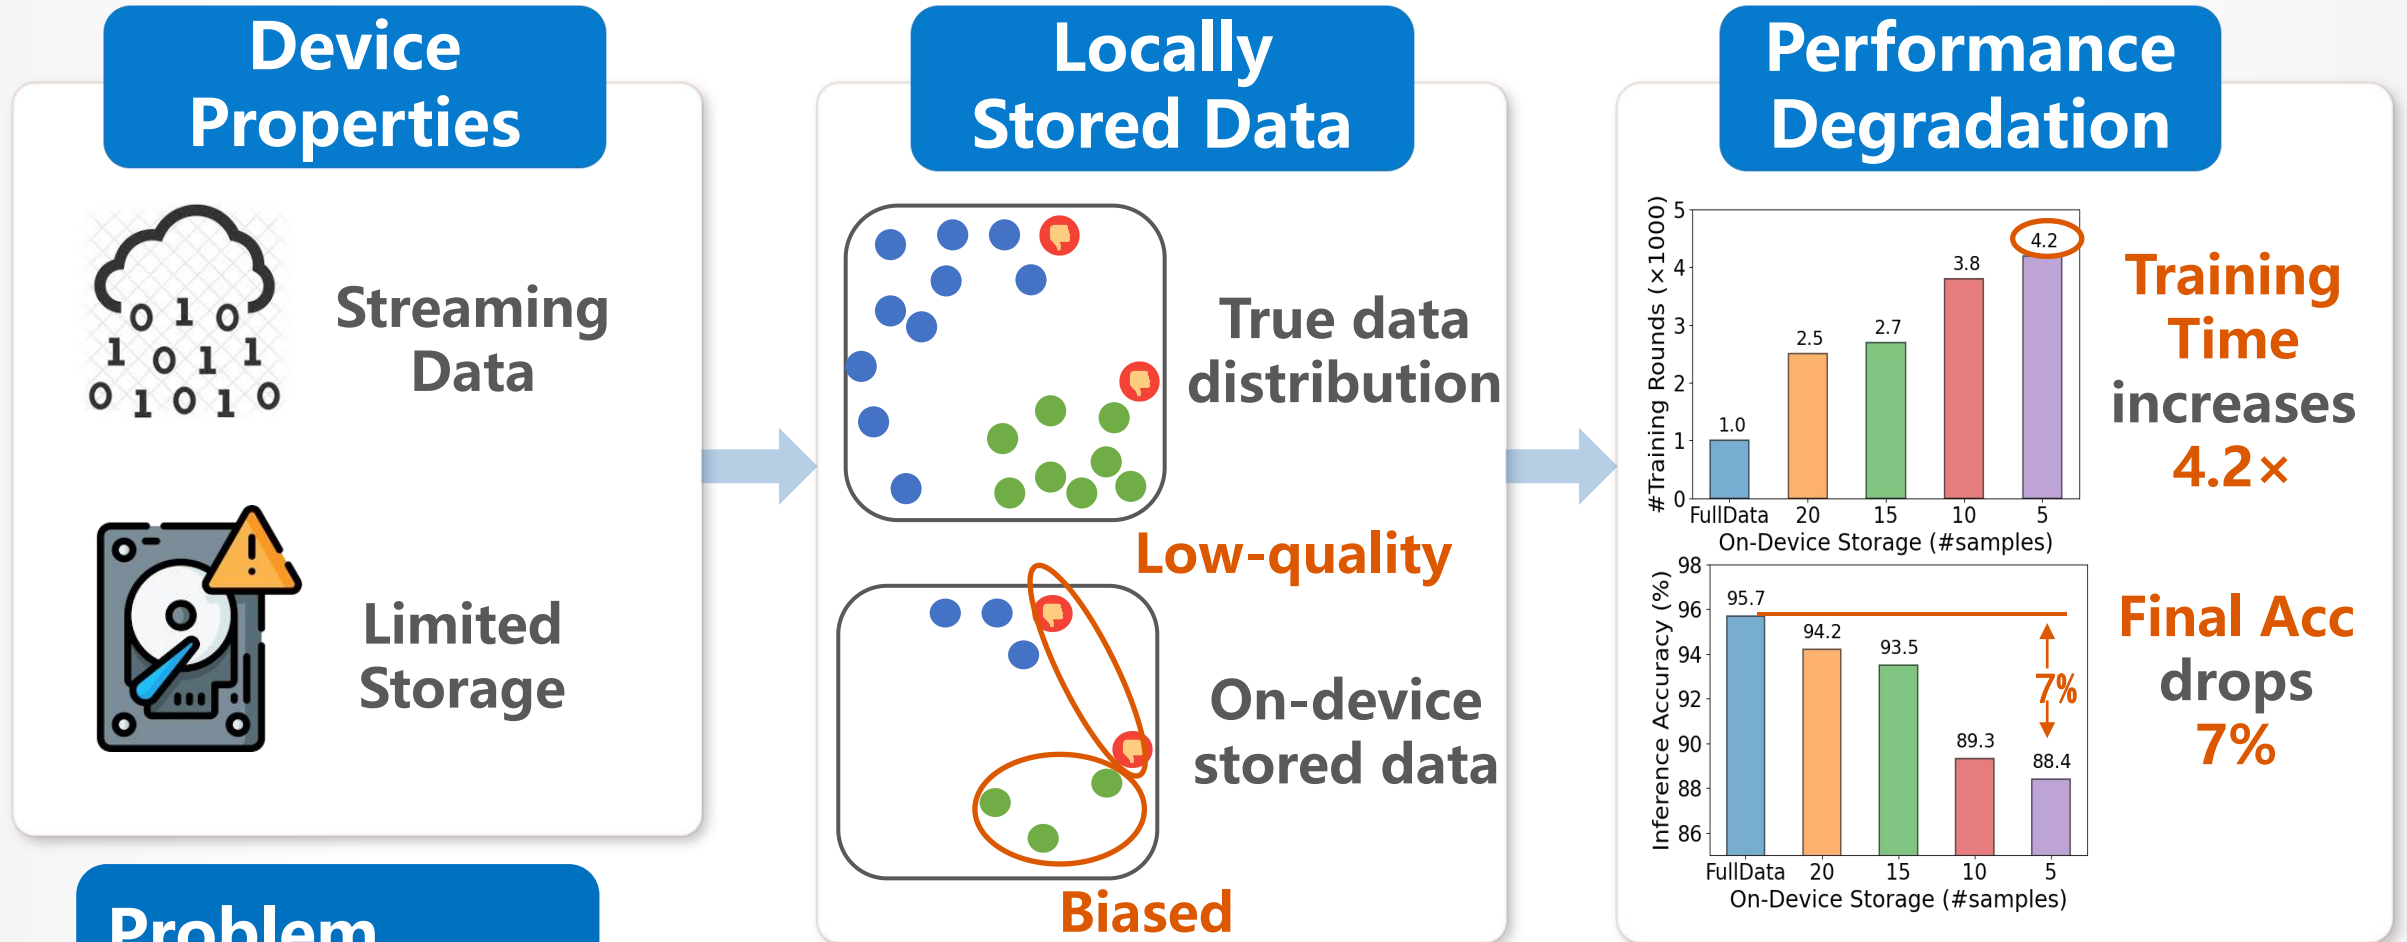 Device
Properties
Streaming
Data
0 1 0
1 0 1 1
0 1 0 1 0
Limited
Storage
Locally
Stored Data
True data
distribution
Low-quality
On-device
stored data
Biased
Performance
Degradation
#Training Rounds (×1000)
5
4
3
2
1
0
1.0
2.5
2.7
3.8
4.2
FullData 20 15 10 5
On-Device Storage (#samples)
Training
Time
increases
4.2×
Inference Accuracy (%)
98
96
94
92
90
88
86
95.7
94.2
93.5
89.3
88.4
7%
FullData 20 15 10 5
On-Device Storage (#samples)
Final Acc
drops
7%
Problem